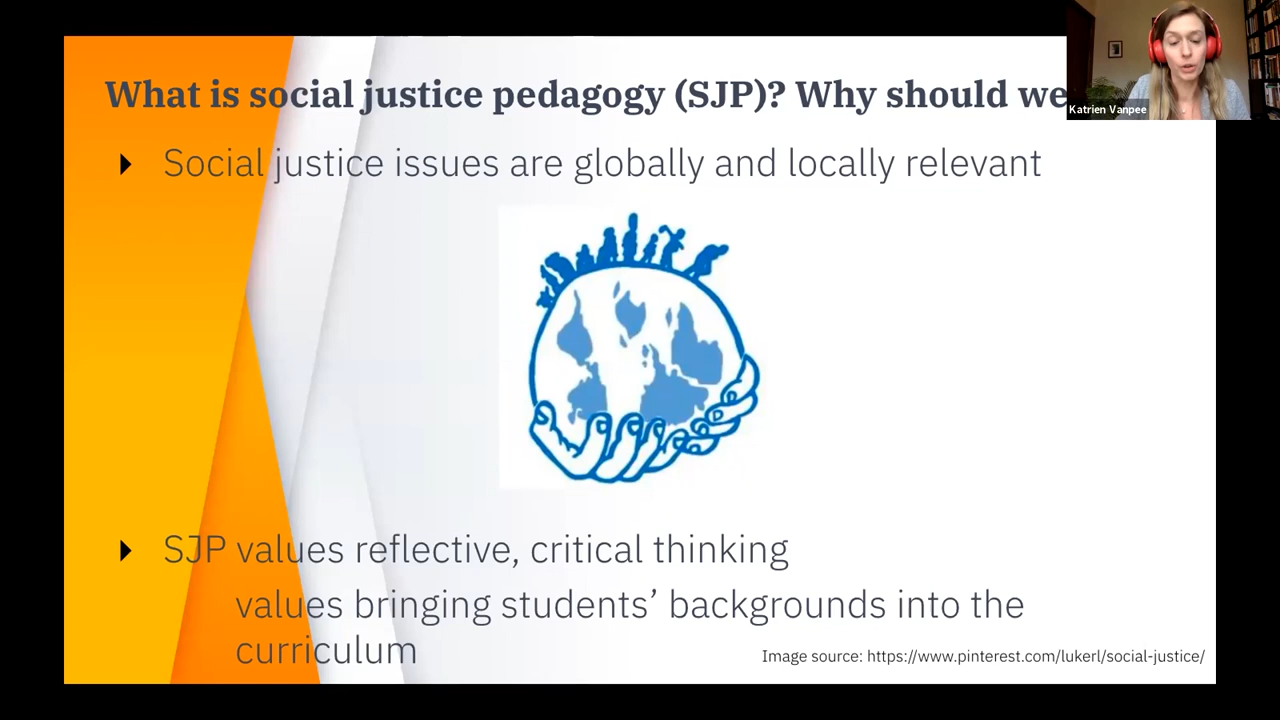 What is social justice pedagogy (SJP)? Why should we
Katrien Vanpee
Social justice issues are globally and locally relevant
SJP values reflective, critical thinking
values bringing students’ backgrounds into the
curriculum
Image source: https://www.pinterest.com/lukerl/social-justice/